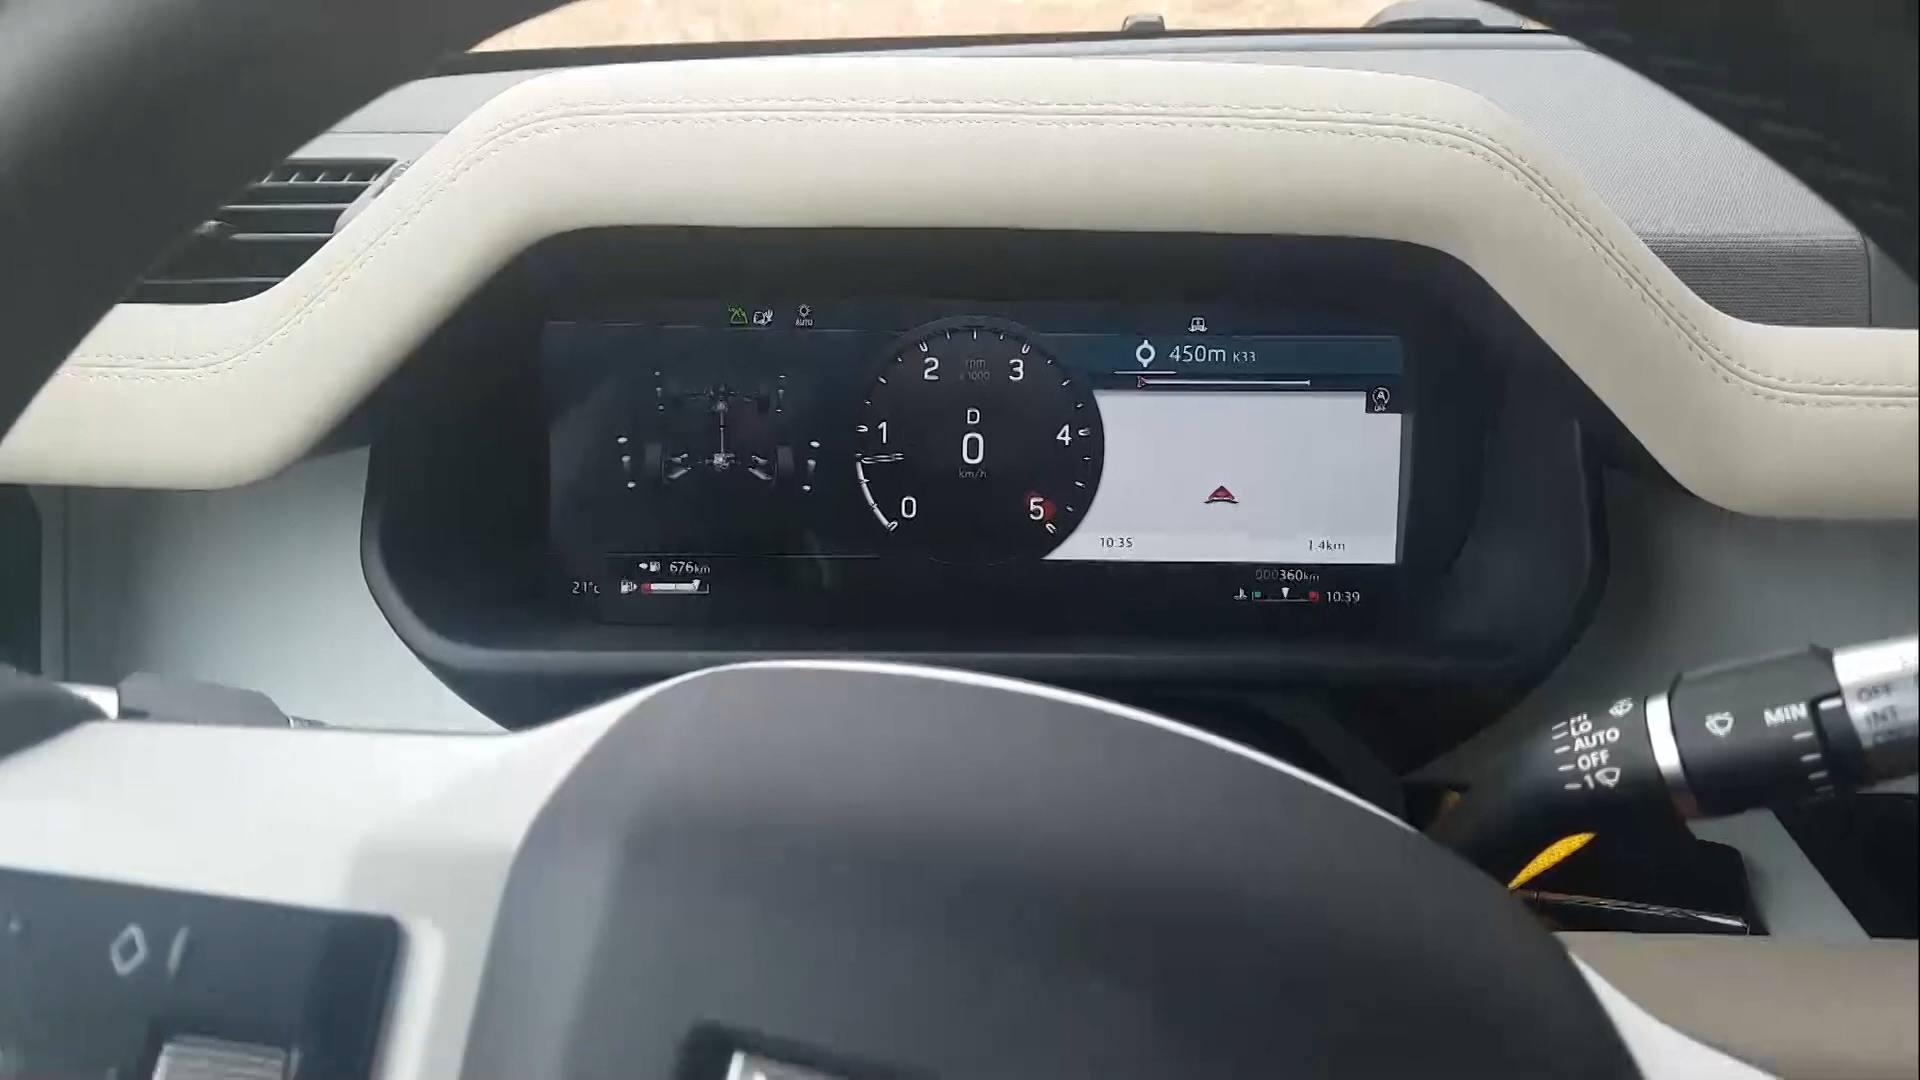 AUTO
450m K33
2
rpm
x1000
3
OFF
D
1
0
4
km/h
0
5
10:35
1.4km
676km
21°c
000360km
10:39
MIN
OFF
INT
LO
AUTO
OFF
1